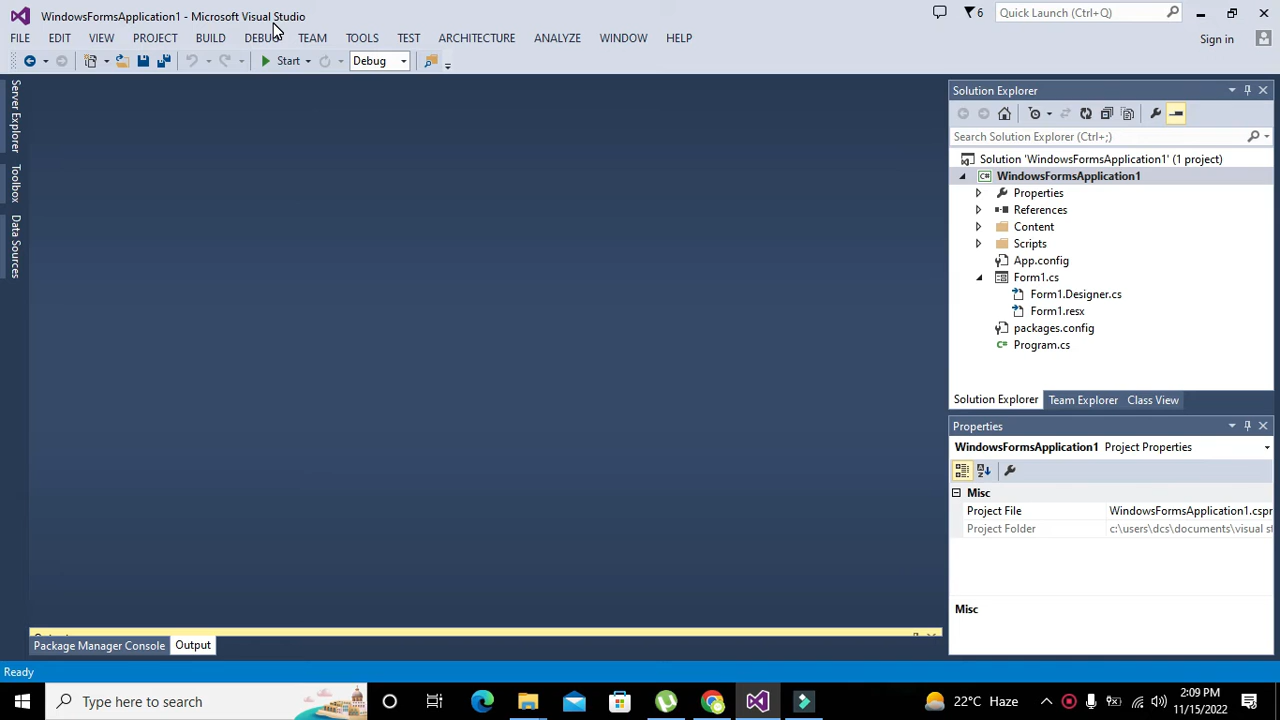 WindowsFormsApplication1 - Microsoft Visual Studio
6
Quick Launch (Ctrl+Q)
FILE EDIT VIEW PROJECT BUILD DEBUG TEAM TOOLS TEST ARCHITECTURE ANALYZE WINDOW HELP
Sign in
Start
Debug
Server Explorer
Toolbox
Data Sources
Solution Explorer
Search Solution Explorer (Ctrl+;)
Solution 'WindowsFormsApplication1' (1 project)
WindowsFormsApplication1
Properties
References
Content
Scripts
App.config
Form1.cs
Form1.Designer.cs
Form1.resx
packages.config
Program.cs
Solution Explorer Team Explorer Class View
Properties
WindowsFormsApplication1 Project Properties
Misc
Project File WindowsFormsApplication1.cspr
Project Folder c:\users\dcs\documents\visual st
Misc
Package Manager Console Output
Ready
Type here to search
22°C Haze
2:09 PM
11/15/2022